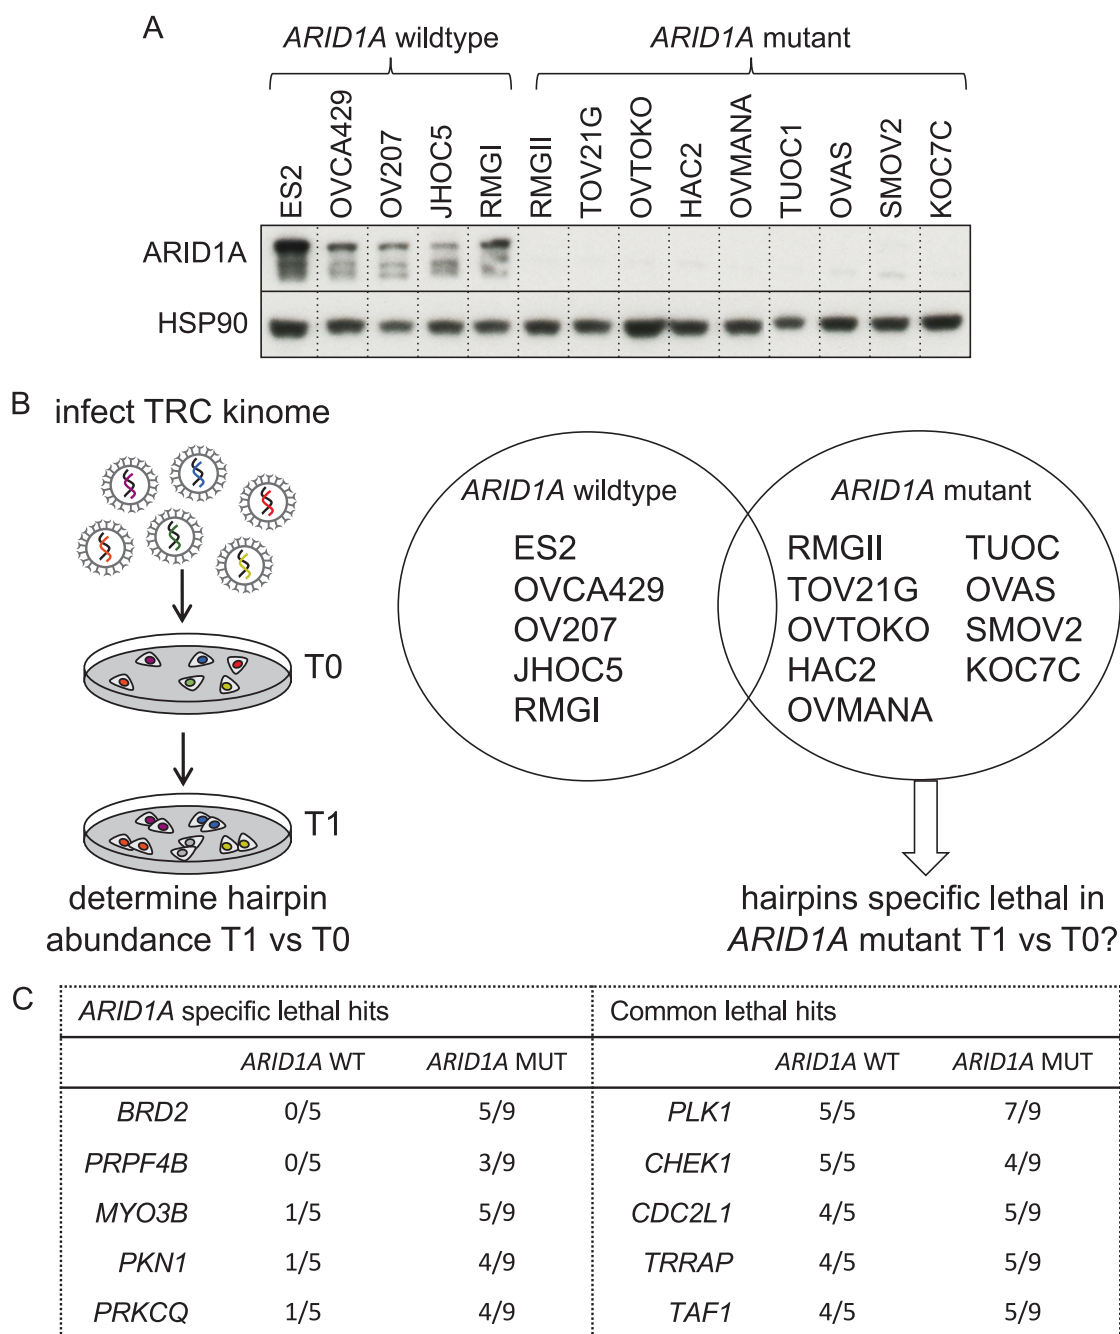 A
ARID1A wildtype
ARID1A mutant
ES2
OVCA429
OV207
JHOC5
RMGI
RMGII
TOV21G
OVTOKO
HAC2
OVMANA
TUOC1
OVAS
SMOV2
KOC7C
ARID1A
HSP90
B
infect TRC kinome
T0
T1
determine hairpin
abundance T1 vs T0
ARID1A wildtype
ES2
OVCA429
OV207
JHOC5
RMGI
ARID1A mutant
RMGII TUOC
TOV21G OVAS
OVTOKO SMOV2
HAC2 KOC7C
OVMANA
hairpins specific lethal in
ARID1A mutant T1 vs T0?
C
ARID1A specific lethal hits Common lethal hits
ARID1A WT ARID1A MUT ARID1A WT ARID1A MUT
BRD2 0/5 5/9 PLK1 5/5 7/9
PRPF4B 0/5 3/9 CHEK1 5/5 4/9
MYO3B 1/5 5/9 CDC2L1 4/5 5/9
PKN1 1/5 4/9 TRRAP 4/5 5/9
PRKCQ 1/5 4/9 TAF1 4/5 5/9